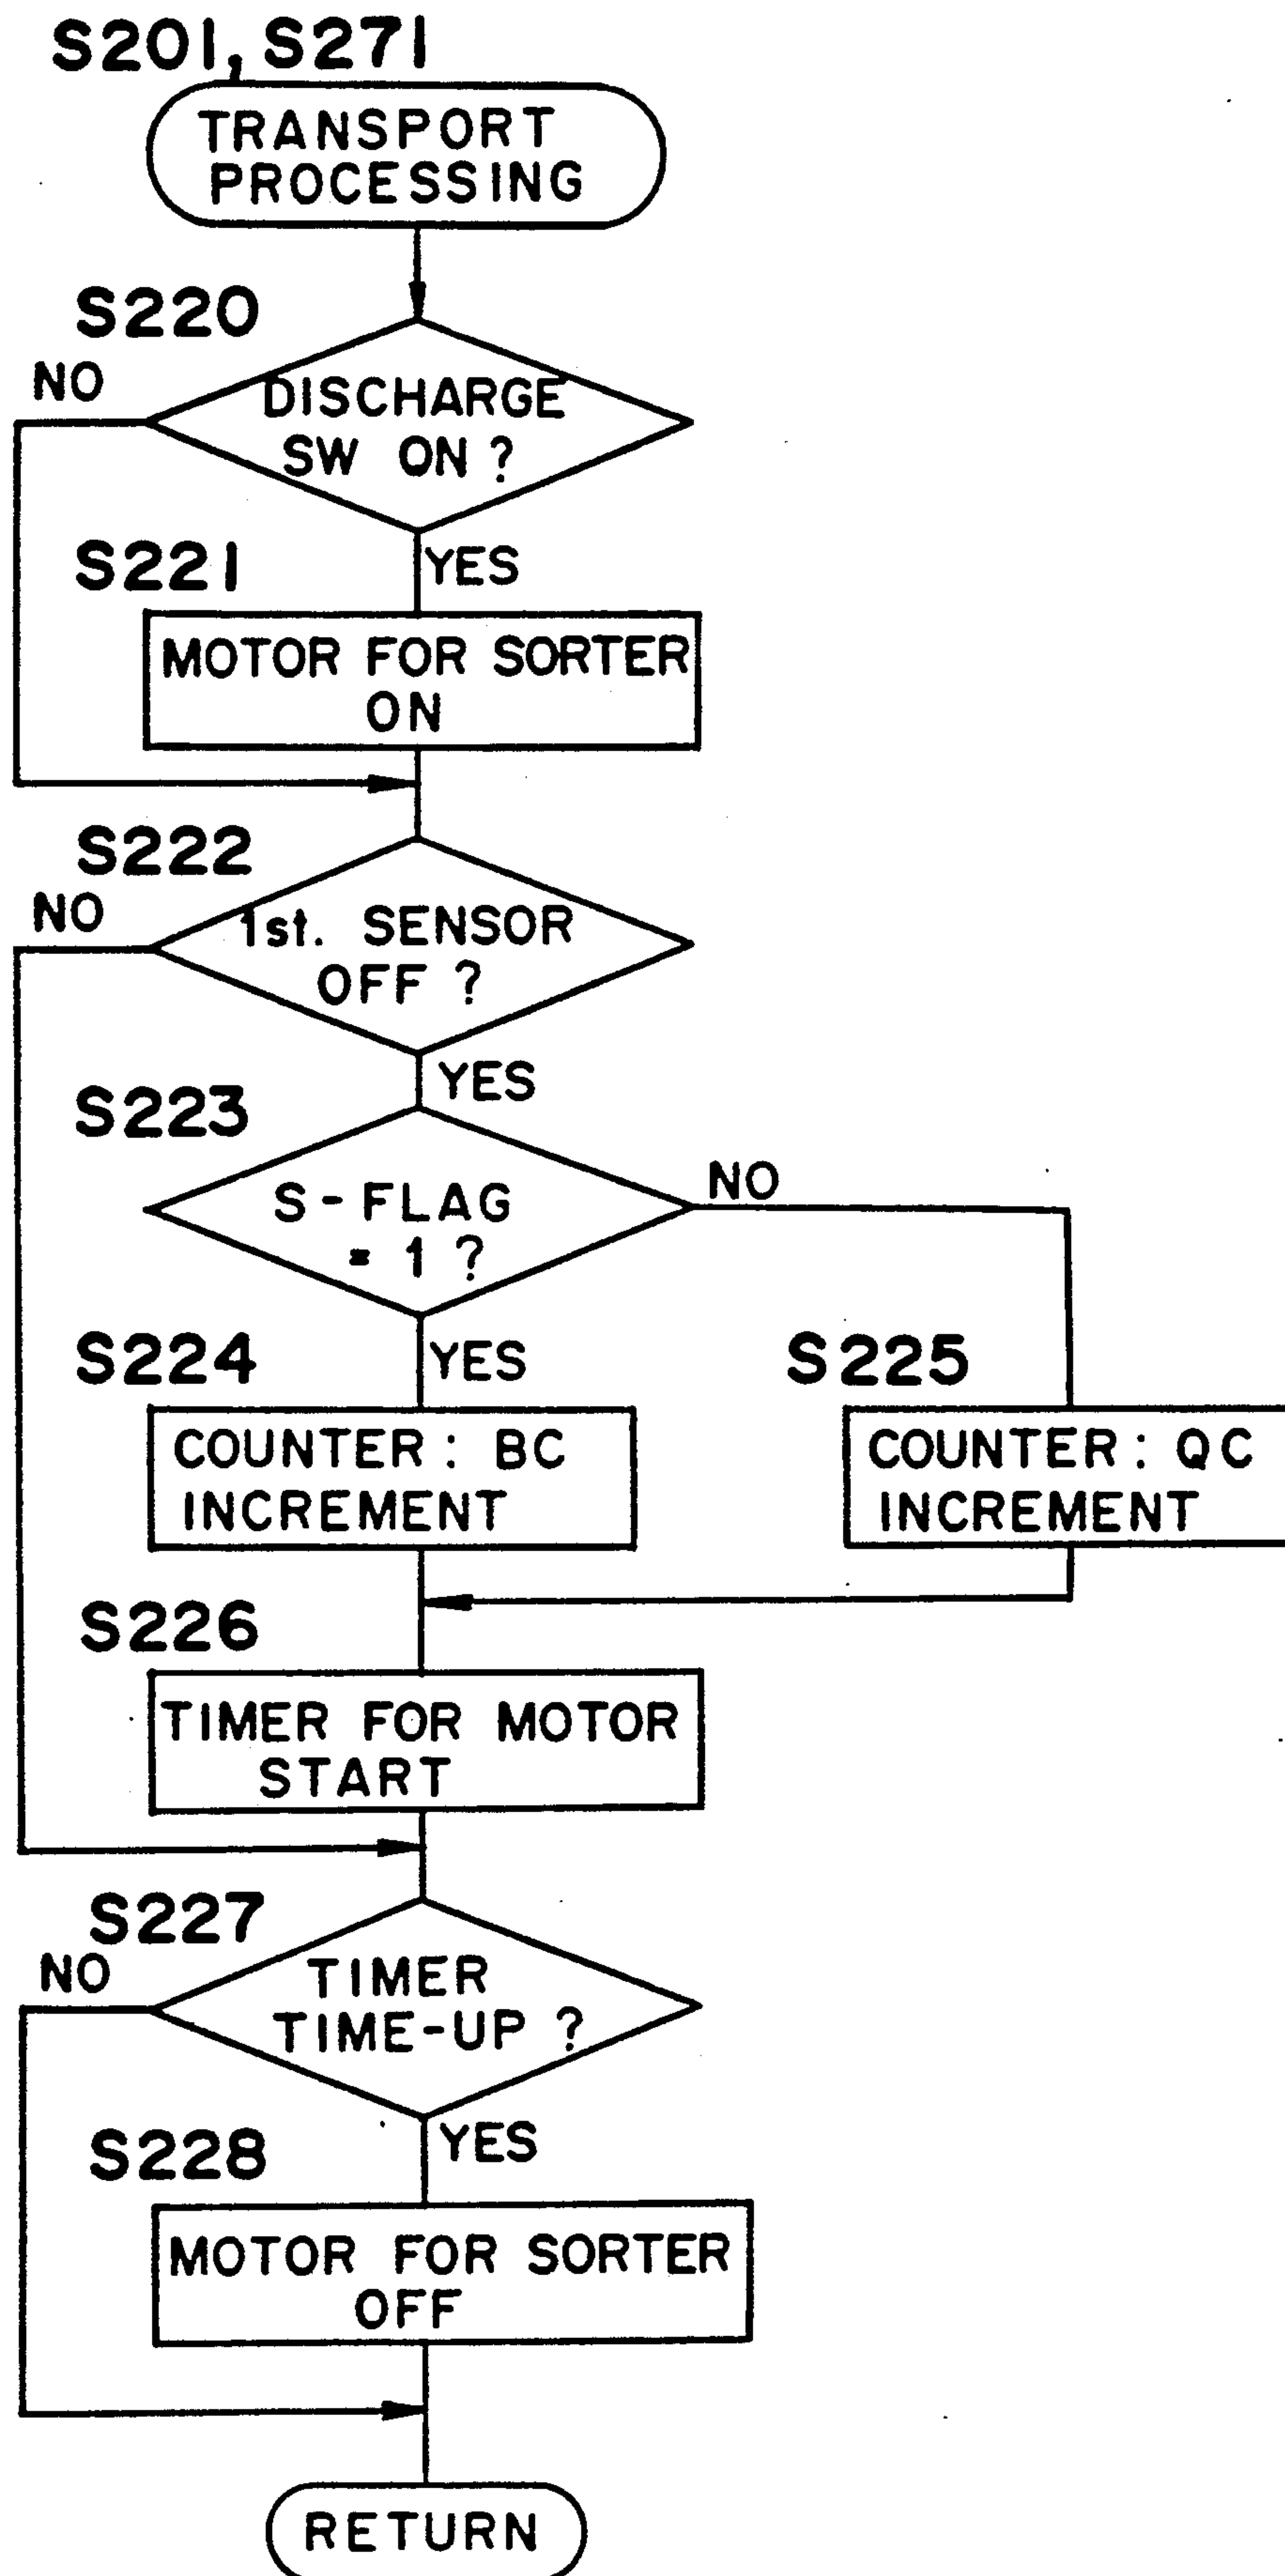 S201, S271
TRANSPORT
PROCESSING
S220
NO
DISCHARGE
SW ON ?
S221
YES
MOTOR FOR SORTER
ON
S222
NO
1st. SENSOR
OFF ?
YES
S223
NO
S-FLAG
= 1 ?
S224
YES
S225
COUNTER : BC
INCREMENT
COUNTER : QC
INCREMENT
S226
TIMER FOR MOTOR
START
S227
NO
TIMER
TIME-UP ?
YES
S228
MOTOR FOR SORTER
OFF
RETURN